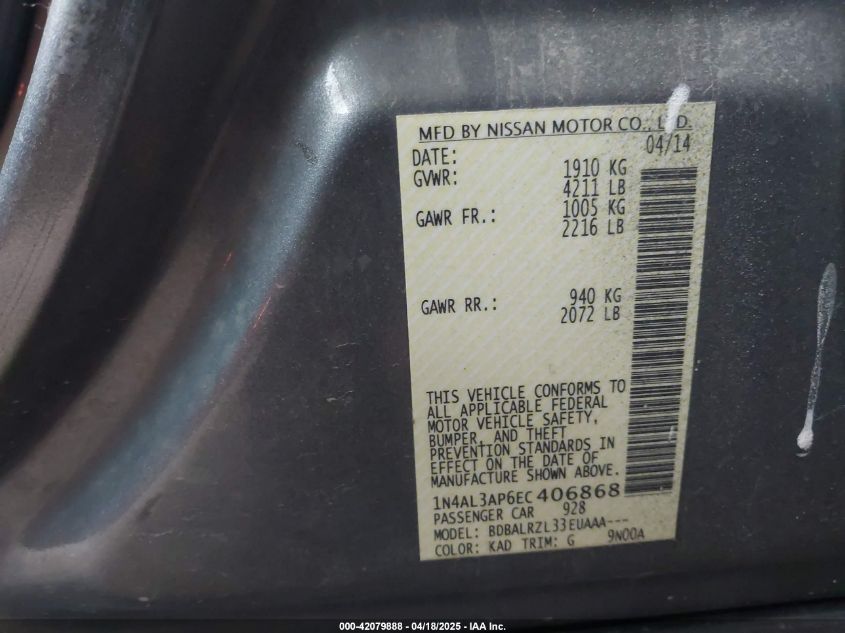 MFD BY NISSAN MOTOR CO., LTD.
DATE: 04/14
GVWR: 1910 KG
4211 LB
GAWR FR.: 1005 KG
2216 LB
GAWR RR.: 940 KG
2072 LB
THIS VEHICLE CONFORMS TO
ALL APPLICABLE FEDERAL
MOTOR VEHICLE SAFETY,
BUMPER, AND THEFT
PREVENTION STANDARDS IN
EFFECT ON THE DATE OF
MANUFACTURE SHOWN ABOVE.
1N4AL3AP6EC406868
PASSENGER CAR 928
MODEL: BDBALRZL33EUAAA---
COLOR: KAD TRIM: G 9N00A
000-42079888 - 04/18/2025 - IAA Inc.